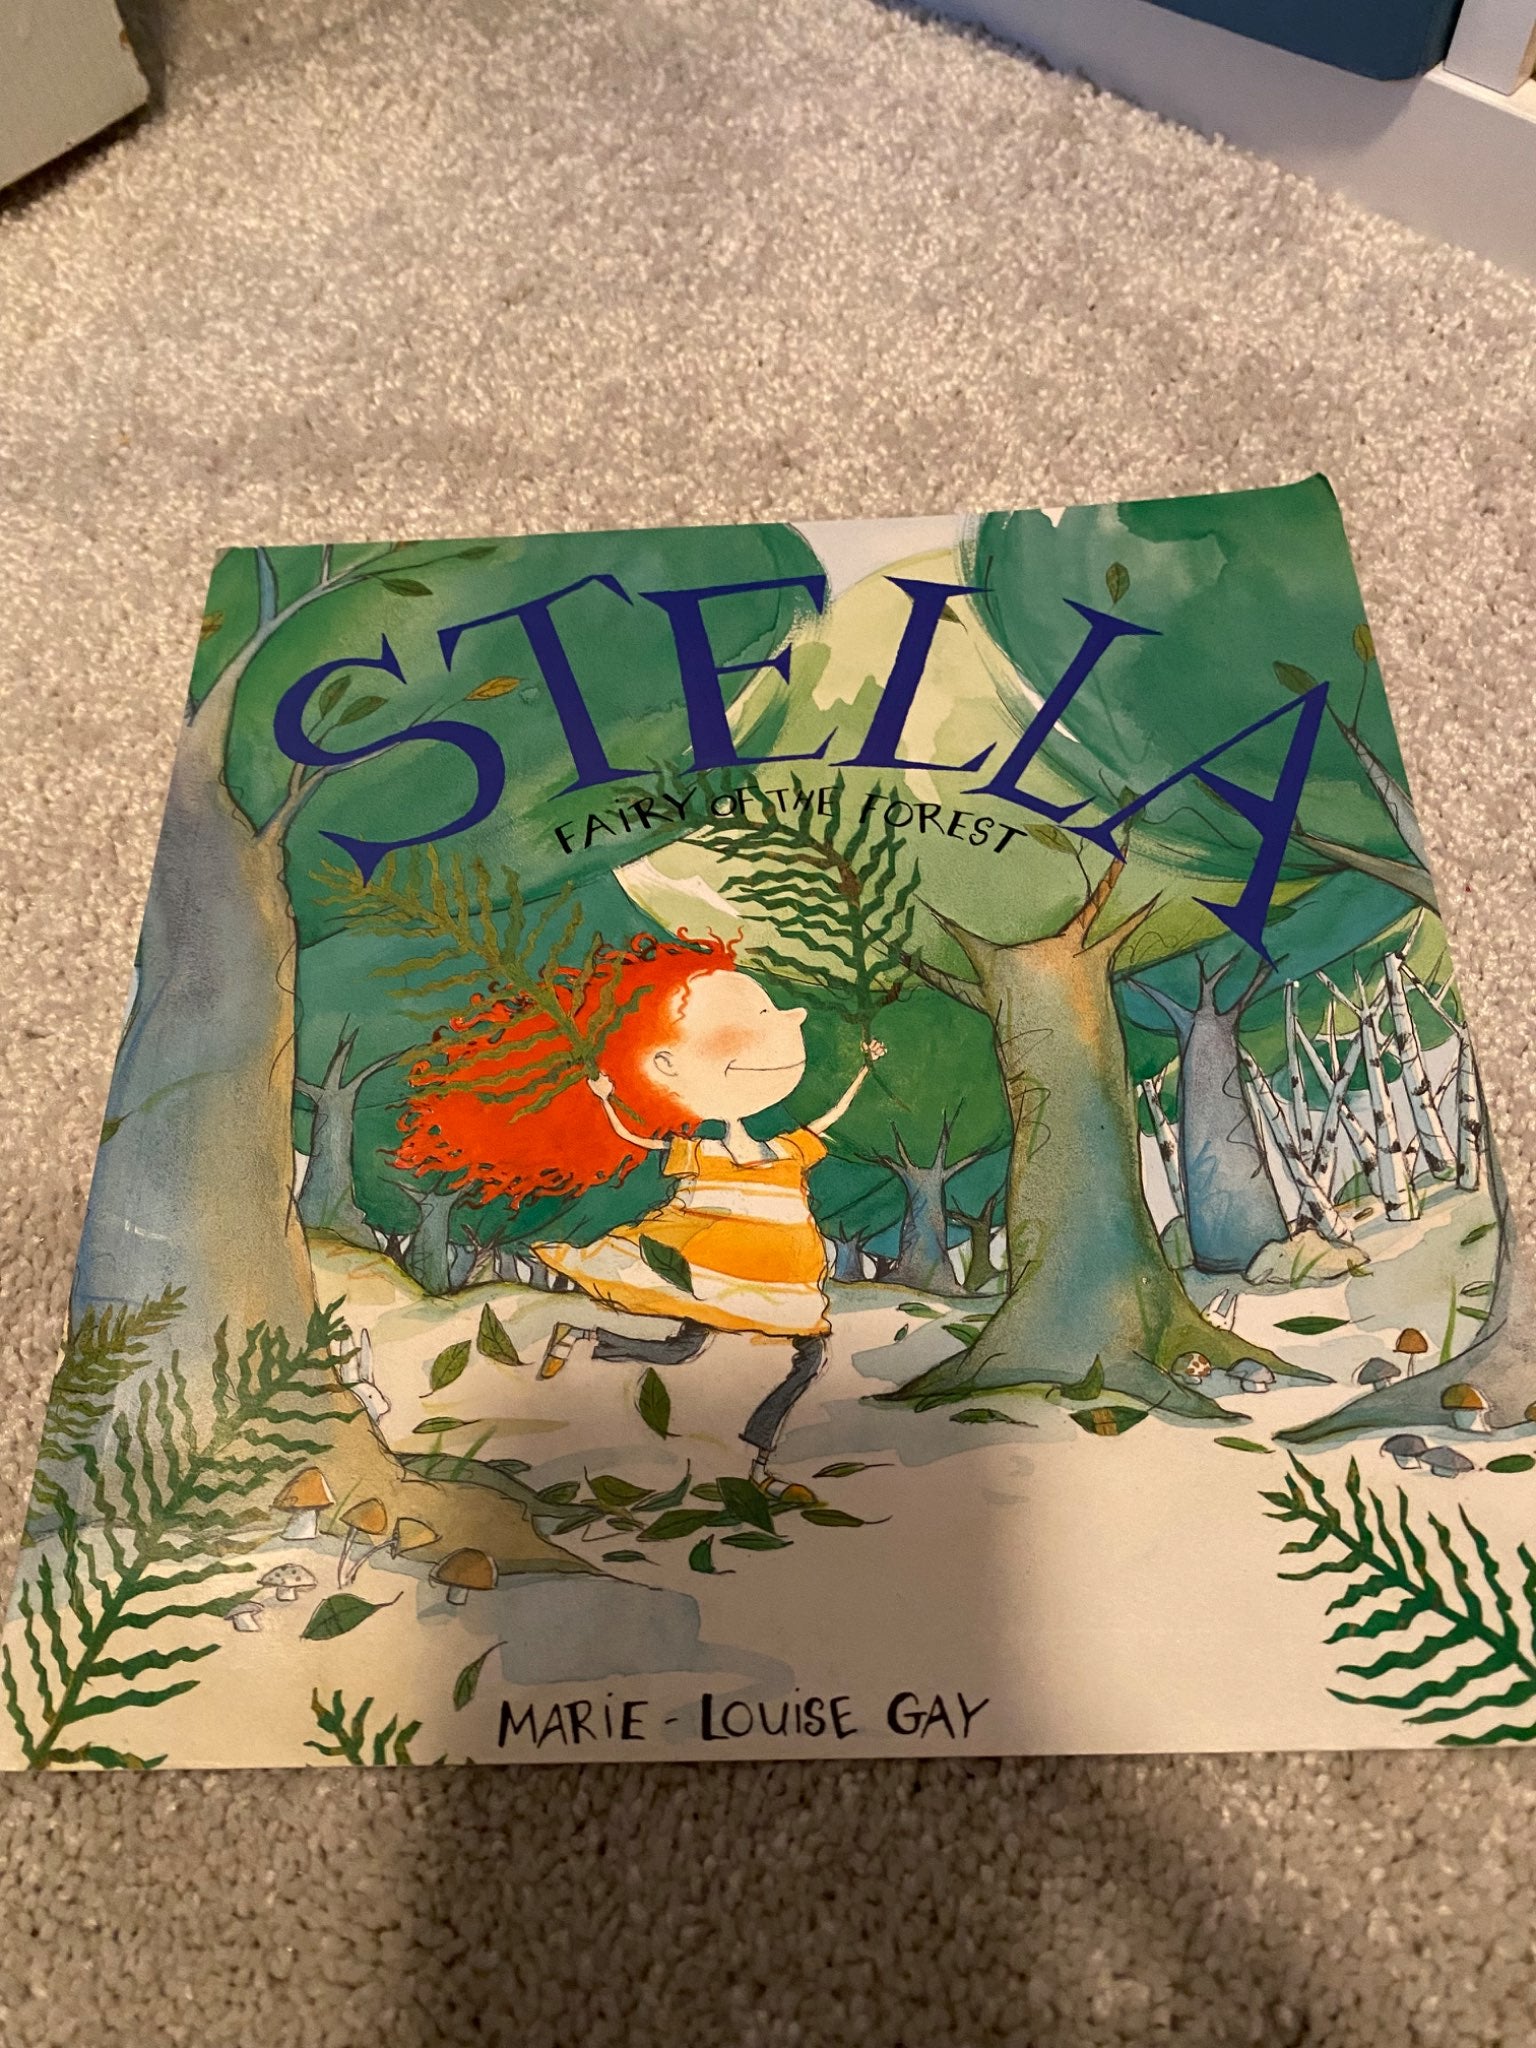 STELLA
FAIRY OF THE FOREST
MARIE-LOUISE GAY